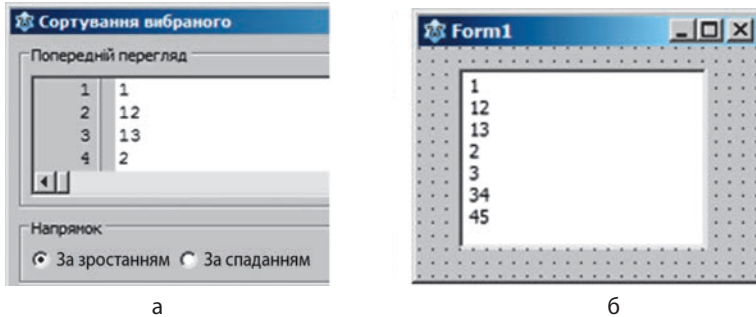 Сортування вибраного
Попередній перегляд
1 1
2 12
3 13
4 2
Напрянок
За зростанням За спаданням
а
Form1
1
12
13
2
3
34
45
б